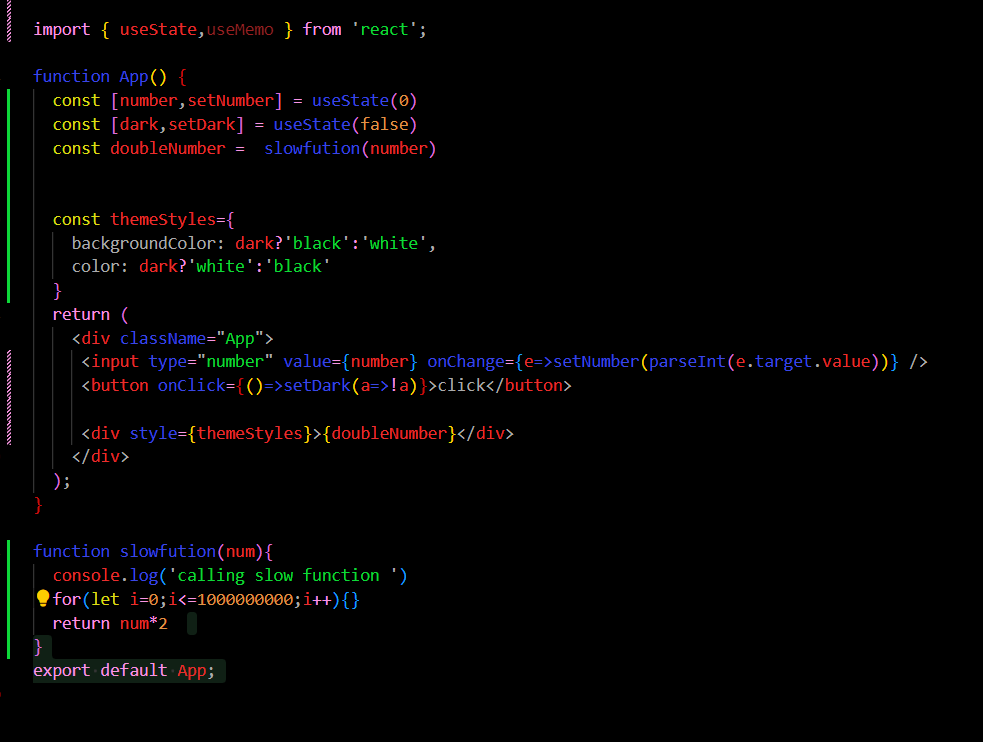 import { useState,useMemo } from 'react';
function App() {
const [number,setNumber] = useState(0)
const [dark,setDark] = useState(false)
const doubleNumber =  slowfution(number)
const themeStyles={
backgroundColor: dark?'black':'white',
color: dark?'white':'black'
}
return (
<div className="App">
<input type="number" value={number} onChange={e=>setNumber(parseInt(e.target.value))} />
<button onClick={()=>setDark(a=>!a)}>click</button>
<div style={themeStyles}>{doubleNumber}</div>
</div>
);
}
function slowfution(num){
console.log('calling slow function ')
for(let i=0;i<=1000000000;i++){}
return num*2
}
export default App;